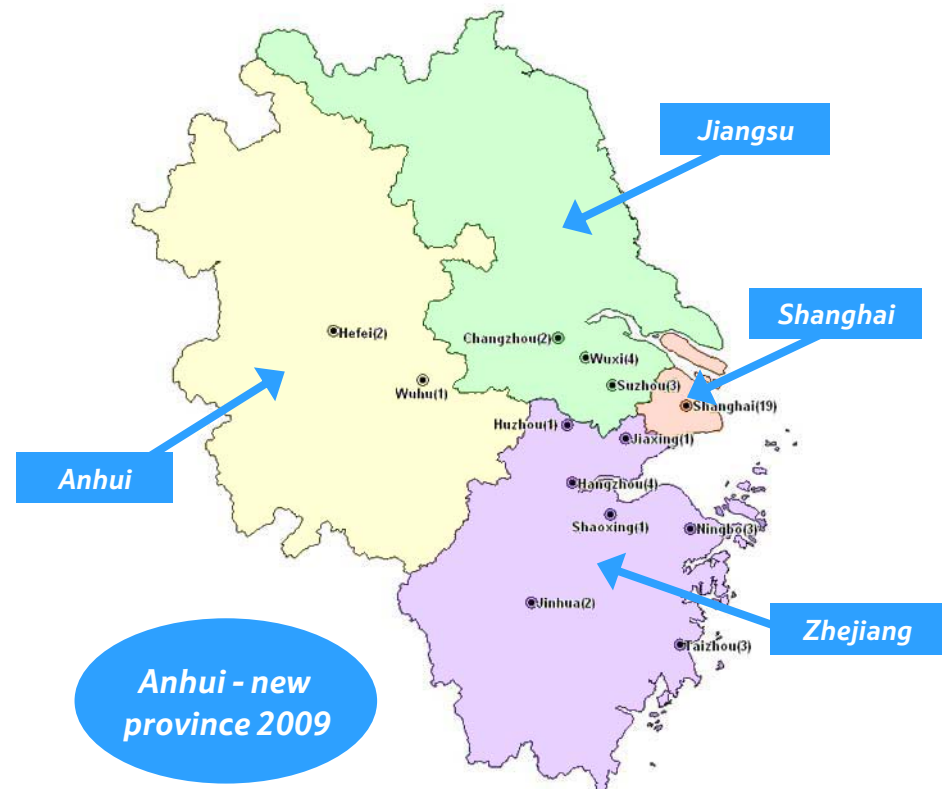 Jiangsu
Shanghai
Hefei(2)
Changzhou(2)
Wuxi(4)
Wuhu(1)
Suzhou(3)
Shanghai(19)
Huzhou(1)
Jiaxing(1)
Anhui
Hangzhou(4)
Shaoxing(1)
Ningbo(3)
Jinhua(2)
Zhejiang
Taizhou(3)
Anhui - new
province 2009